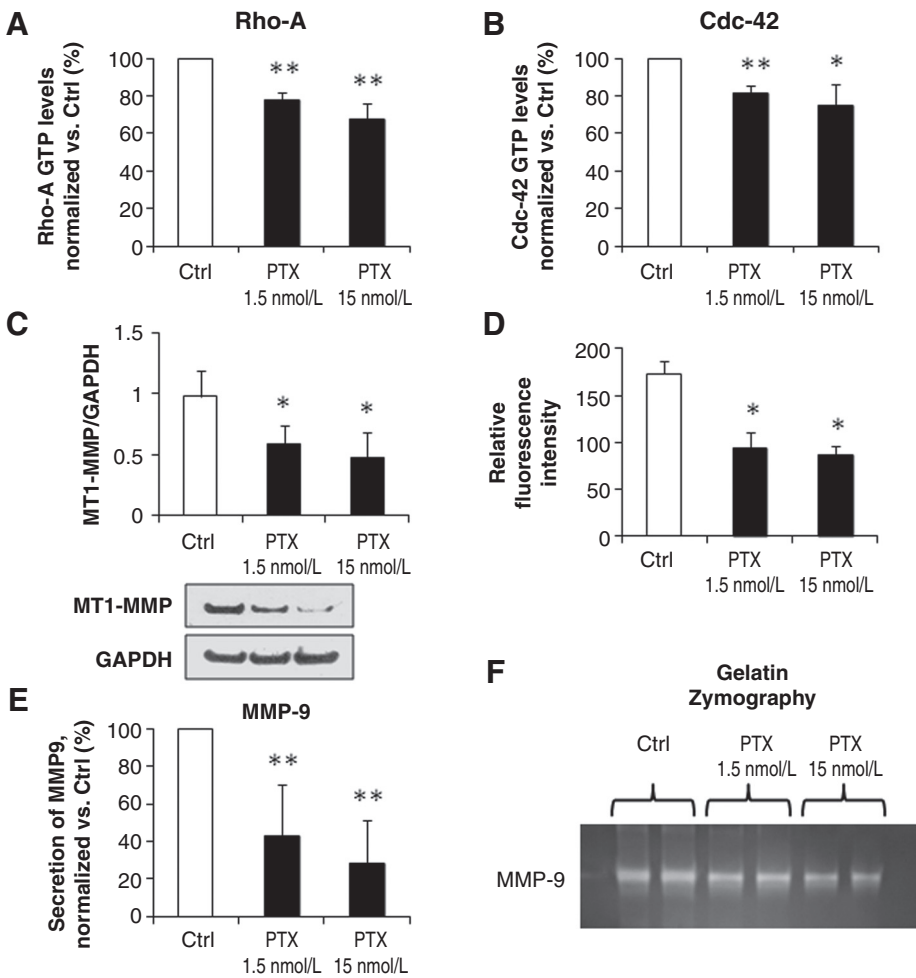 A
Rho-A
Rho-A GTP levels
normalized vs. Ctrl (%)
100
80
60
40
20
0
**
**
Ctrl
PTX
1.5 nmol/L
PTX
15 nmol/L
B
Cdc-42
Cdc-42 GTP levels
normalized vs. Ctrl (%)
100
80
60
40
20
0
**
*
Ctrl
PTX
1.5 nmol/L
PTX
15 nmol/L
C
MT1-MMP/GAPDH
1.5
1
0.5
0
*
*
Ctrl
PTX
1.5 nmol/L
PTX
15 nmol/L
MT1-MMP
GAPDH
D
Relative
fluorescence
intensity
200
150
100
50
0
*
*
Ctrl
PTX
1.5 nmol/L
PTX
15 nmol/L
E
MMP-9
Secretion of MMP9,
normalized vs. Ctrl (%)
100
80
60
40
20
0
**
**
Ctrl
PTX
1.5 nmol/L
PTX
15 nmol/L
F
Gelatin
Zymography
Ctrl
PTX
1.5 nmol/L
PTX
15 nmol/L
MMP-9